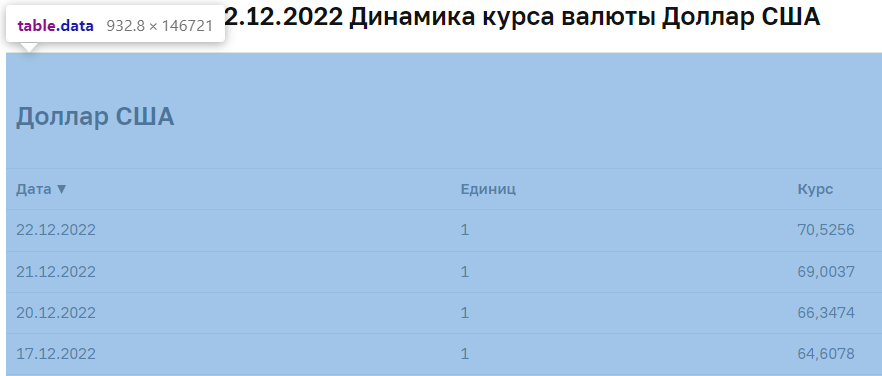 table.data 932.8 × 146721
2.12.2022 Динамика курса валюты Доллар США
Доллар США
Дата ▼ Единиц Курс
22.12.2022 1 70,5256
21.12.2022 1 69,0037
20.12.2022 1 66,3474
17.12.2022 1 64,6078